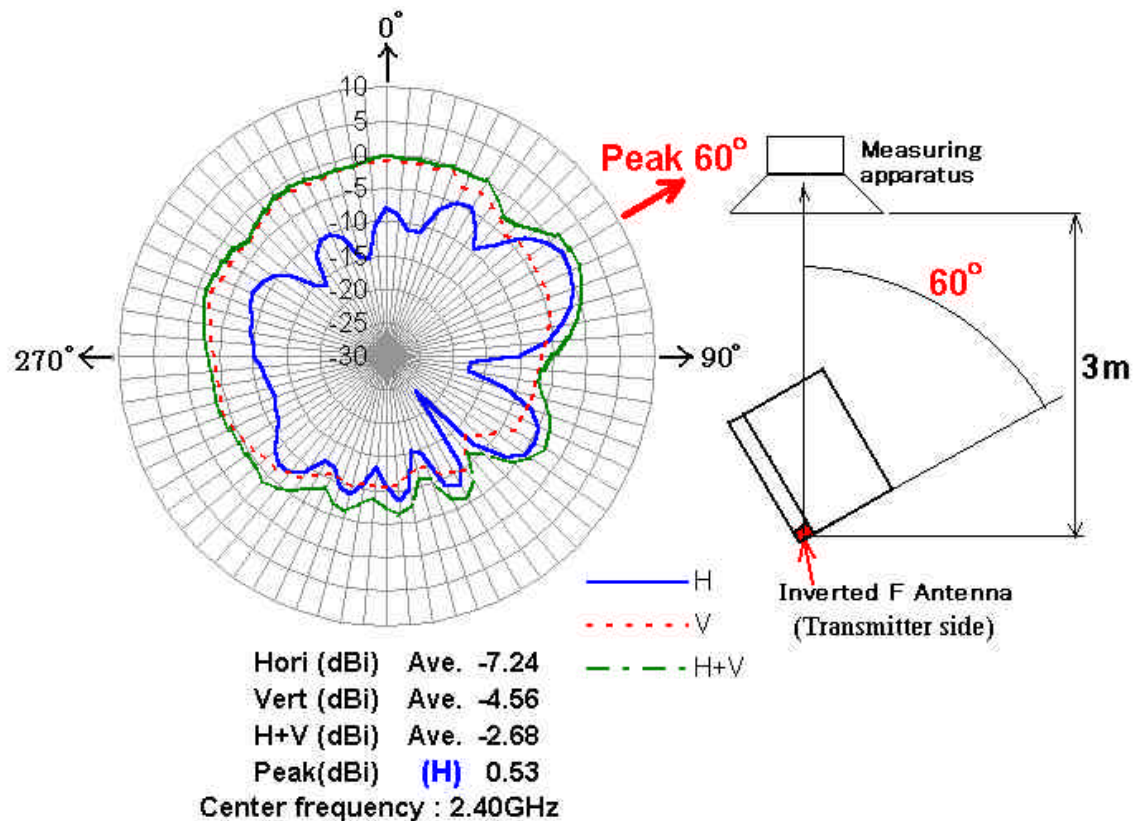 0°
10
5
0
-5
-10
-15
-20
-25
-30
270°
90°
Peak 60°
Measuring
apparatus
60°
3m
Inverted F Antenna
(Transmitter side)
H
V
H+V
Hori (dBi) Ave. -7.24
Vert (dBi) Ave. -4.56
H+V (dBi) Ave. -2.68
Peak(dBi) (H) 0.53
Center frequency : 2.40GHz